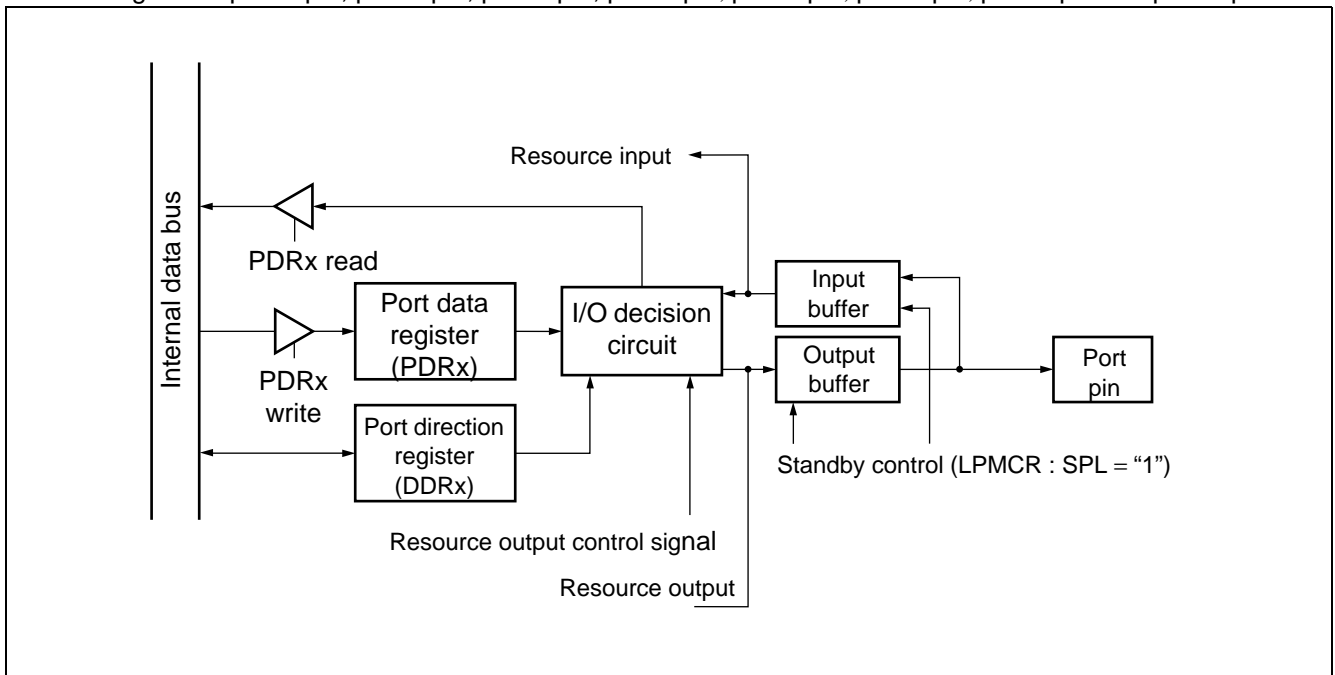 Resource input
Internal data bus
PDRx read
Port data
register
(PDRx)
I/O decision
circuit
Input
buffer
Output
buffer
Port
pin
PDRx
write
Port direction
register
(DDRx)
Standby control (LPMCR : SPL = “1”)
Resource output control signal
Resource output